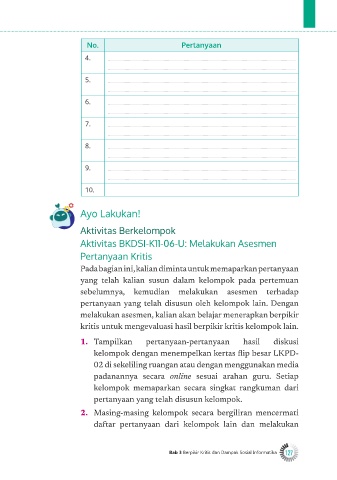 No. Pertanyaan
4.
5.
6.
7.
8.
9.
10.
Ayo Lakukan!
Aktivitas Berkelompok
Aktivitas BKDSI-K11-06-U: Melakukan Asesmen
Pertanyaan Kritis
Pada bagian ini, kalian diminta untuk memaparkan pertanyaan
yang telah kalian susun dalam kelompok pada pertemuan
sebelumnya, kemudian melakukan asesmen terhadap
pertanyaan yang telah disusun oleh kelompok lain. Dengan
melakukan asesmen, kalian akan belajar menerapkan berpikir
kritis untuk mengevaluasi hasil berpikir kritis kelompok lain.
1. Tampilkan pertanyaan-pertanyaan hasil diskusi
kelompok dengan menempelkan kertas flip besar LKPD-
02 di sekeliling ruangan atau dengan menggunakan media
padanannya secara online sesuai arahan guru. Setiap
kelompok memaparkan secara singkat rangkuman dari
pertanyaan yang telah disusun kelompok.
2. Masing-masing kelompok secara bergiliran mencermati
daftar pertanyaan dari kelompok lain dan melakukan
Bab 3 Berpikir Kritis dan Dampak Sosial Informatika 127